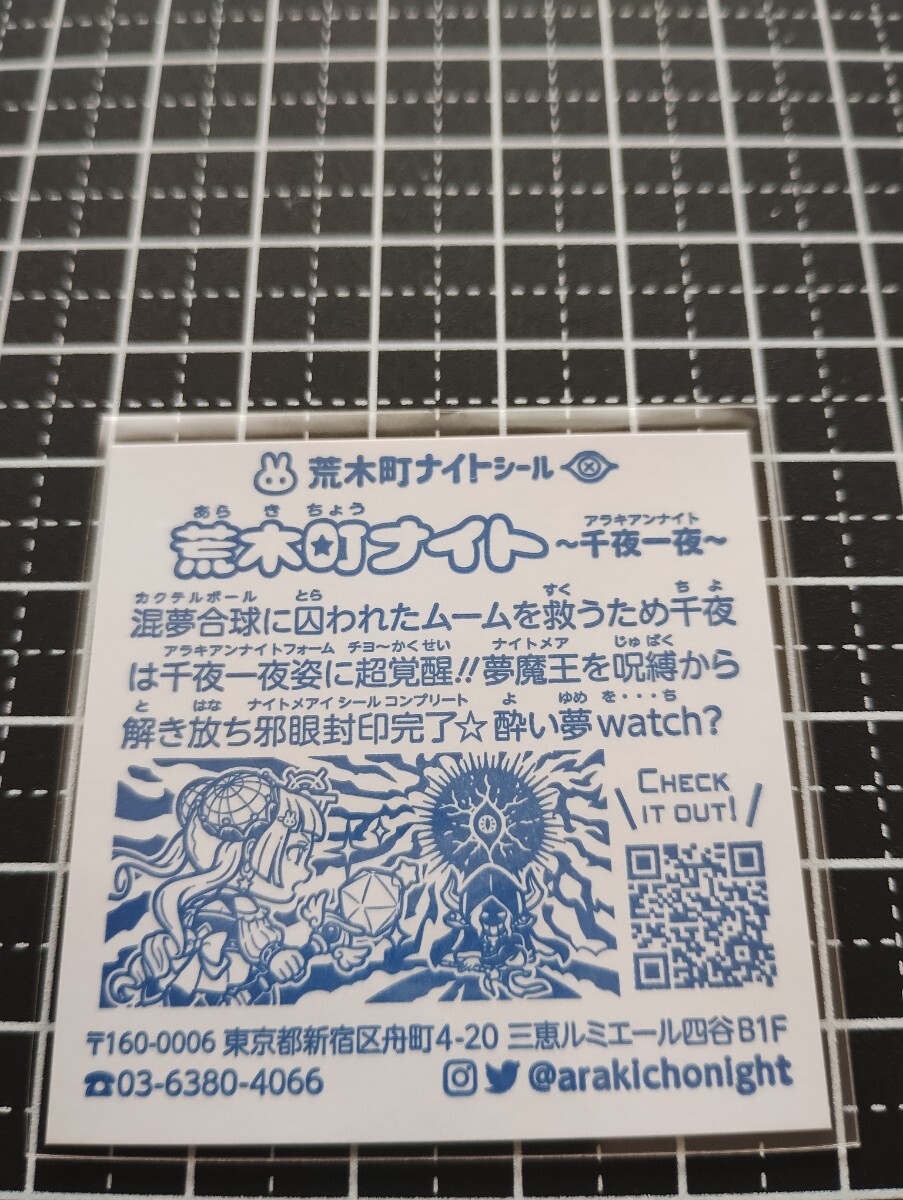 荒木町ナイトシール
あら き ちょう アラキアンナイト
荒木町ナイト ~千夜一夜~
カクテルボール とら すく ちよ
混夢合球に囚われたムームを救うため千夜
アラキアンナイトフォーム チヨ~かくせい ナイトメア じゅばく
は千夜一夜姿に超覚醒!!夢魔王を呪縛から
と はな ナイトメアイ シール コンプリート よ ゆめ を・・・ち
解き放ち邪眼封印完了☆酔い夢watch?
CHECK
IT OUT!
〒160-0006 東京都新宿区舟町4-20 三恵ルミエール四谷B1F
☎03-6380-4066 @arakichonight